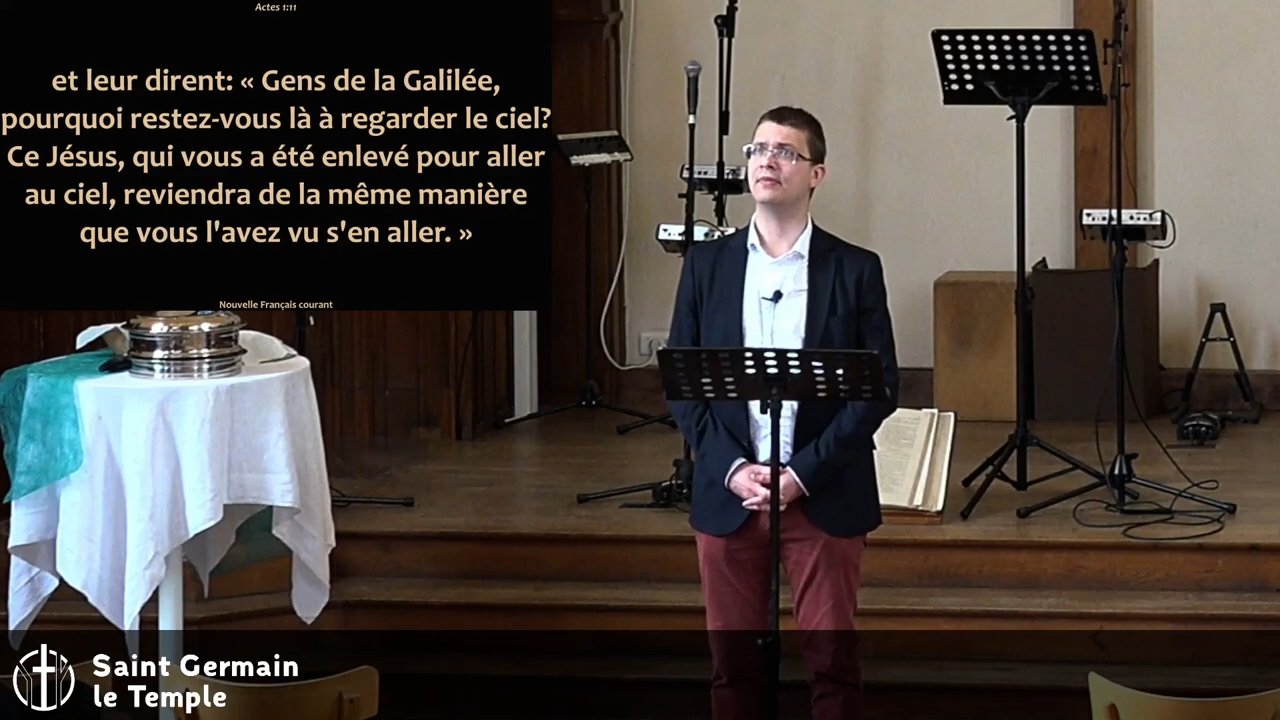 Actes 1:11
et leur dirent: « Gens de la Galilée,
pourquoi restez-vous là à regarder le ciel?
Ce Jésus, qui vous a été enlevé pour aller
au ciel, reviendra de la même manière
que vous l'avez vu s'en aller. »
Nouvelle Français courant
Saint Germain
le Temple